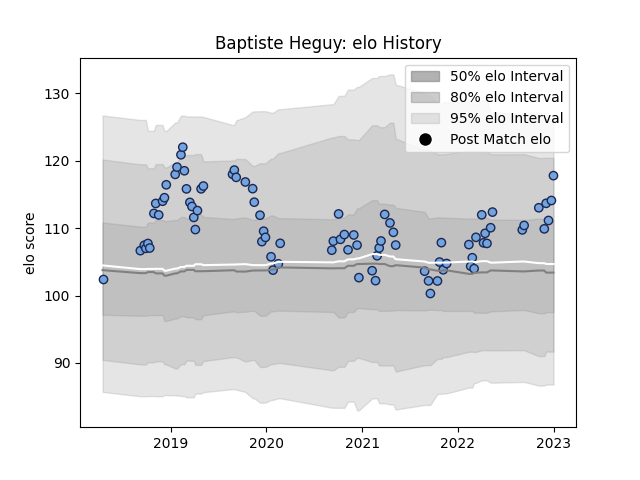 Baptiste Heguy: elo History
50% elo Interval
80% elo Interval
95% elo Interval
Post Match elo
elo score
130
120
110
100
90
2019 2020 2021 2022 2023